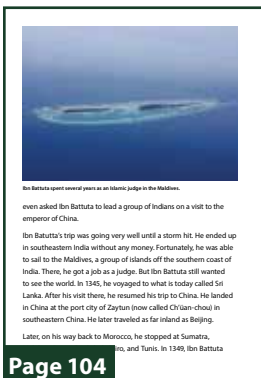 Ibn Battuta spent several years as an Islamic judge in the Maldives.
even asked Ibn Battuta to lead a group of Indians on a visit to the
emperor of China.
Ibn Batutta's trip was going very well until a storm hit. He ended up
in southeastern India without any money. Fortunately, he was able
to sail to the Maldives, a group of islands off the southern coast of
India. There, he got a job as a judge. But Ibn Battuta still wanted
to see the world. In 1345, he voyaged to what is today called Sri
Lanka. After his visit there, he resumed his trip to China. He landed
in China at the port city of Zaytun (now called Ch'üan-chou) in
southeastern China. He later traveled as far inland as Beijing.
Later, on his way back to Morocco, he stopped at Sumatra,
iro, and Tunis. In 1349, Ibn Battuta
Page 104